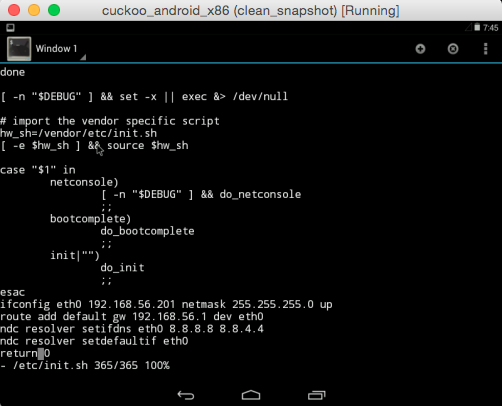 cuckoo_android_x86 (clean_snapshot) [Running]
7:45
Window 1
done
[ -n "$DEBUG" ] && set -x || exec &> /dev/null
# import the vendor specific script
hw_sh=/vendor/etc/init.sh
[ -e $hw_sh ] && source $hw_sh
case "$1" in
netconsole)
[ -n "$DEBUG" ] && do_netconsole
;;
bootcomplete)
do_bootcomplete
;;
init|"")
do_init
;;
esac
ifconfig eth0 192.168.56.201 netmask 255.255.255.0 up
route add default gw 192.168.56.1 dev eth0
ndc resolver setifdns eth0 8.8.8.8 8.8.4.4
ndc resolver setdefaultif eth0
return 0
- /etc/init.sh 365/365 100%